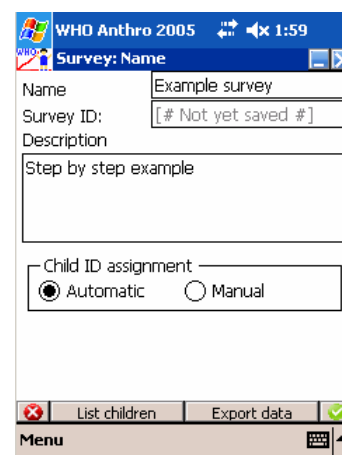 WHO Anthro 2005 1:59
WHO Survey: Name
Name Example survey
Survey ID: [# Not yet saved #]
Description
Step by step example
Child ID assignment
Automatic Manual
List children Export data
Menu